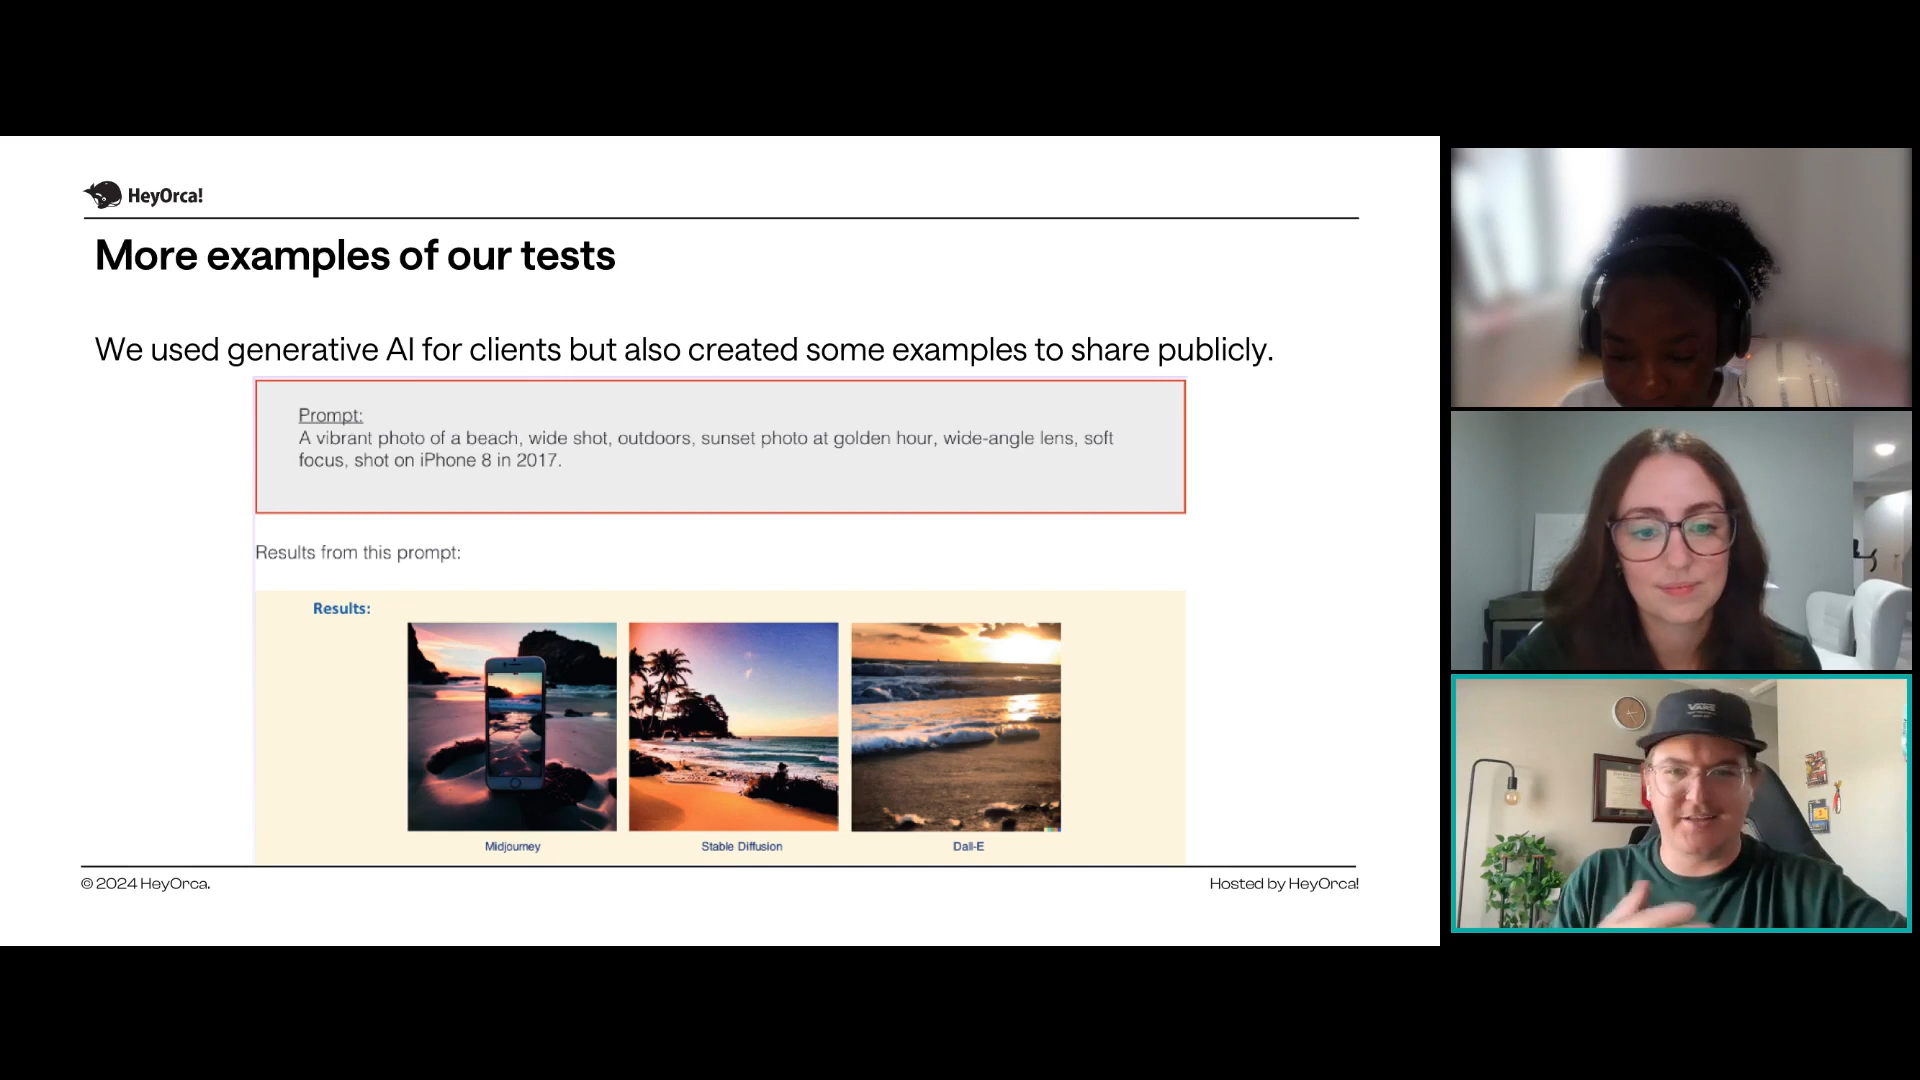 HeyOrca!
More examples of our tests
We used generative AI for clients but also created some examples to share publicly.
Prompt:
A vibrant photo of a beach, wide shot, outdoors, sunset photo at golden hour, wide-angle lens, soft
focus, shot on iPhone 8 in 2017.
Results from this prompt:
Results:
Midjourney
Stable Diffusion
Dall-E
© 2024 HeyOrca.
Hosted by HeyOrca!
VANS